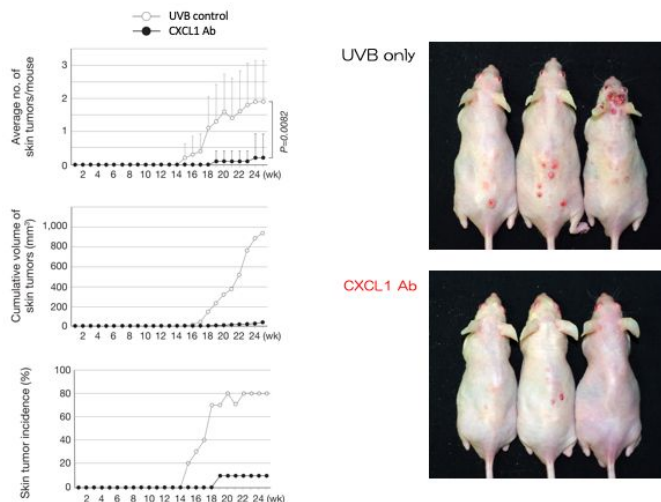 UVB control
CXCL1 Ab
Average no. of
skin tumors/mouse
3
2
1
0
2 4 6 8 10 12 14 16 18 20 22 24 (wk)
P=0.0082
Cumulative volume of
skin tumors (mm³)
1,000
800
600
400
200
0
2 4 6 8 10 12 14 16 18 20 22 24 (wk)
Skin tumor incidence (%)
100
80
60
40
20
0
2 4 6 8 10 12 14 16 18 20 22 24 (wk)
UVB only
CXCL1 Ab